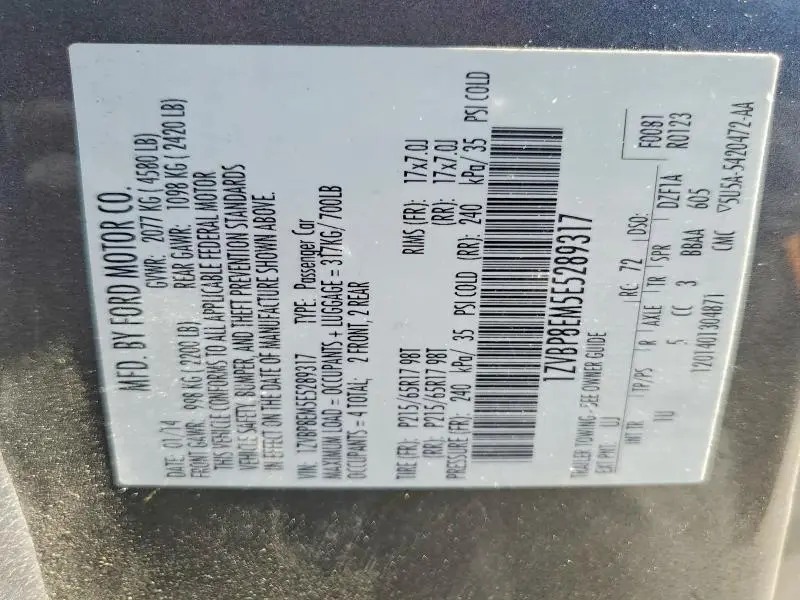 MFD. BY FORD MOTOR CO.
DATE: 01/14 GVWR: 2077 KG ( 4580 LB)
FRONT GAWR: 998 KG ( 2200 LB) REAR GAWR: 1098 KG ( 2420 LB)
THIS VEHICLE CONFORMS TO ALL APPLICABLE FEDERAL MOTOR
VEHICLE SAFETY, BUMPER, AND THEFT PREVENTION STANDARDS
IN EFFECT ON THE DATE OF MANUFACTURE SHOWN ABOVE.
VIN: 1ZVBP8EM5E5289317 TYPE: Passenger Car
MAXIMUM LOAD = OCCUPANTS + LUGGAGE = 317KG/ 700LB
OCCUPANTS = 4 TOTAL, 2 FRONT, 2 REAR
TIRE (FR): P215/65R17 98T RIMS (FR): 17x7.0J
(RR): P215/65R17 98T (RR): 17x7.0J
PRESSURE (FR): 240 kPa/ 35 PSI COLD (RR): 240 kPa/ 35 PSI COLD
1ZVBP8EM5E5289317
TRAILER TOWING - SEE OWNER GUIDE
F0081
R0123
EXT PNT: UJ RC: 72 DSO:
INT TR TP/PS R AXLE TR SPR DZF1A
1U 5 CC 3 BBAA 605
1201401304871 CMC ▽5U5A-5420472-AA